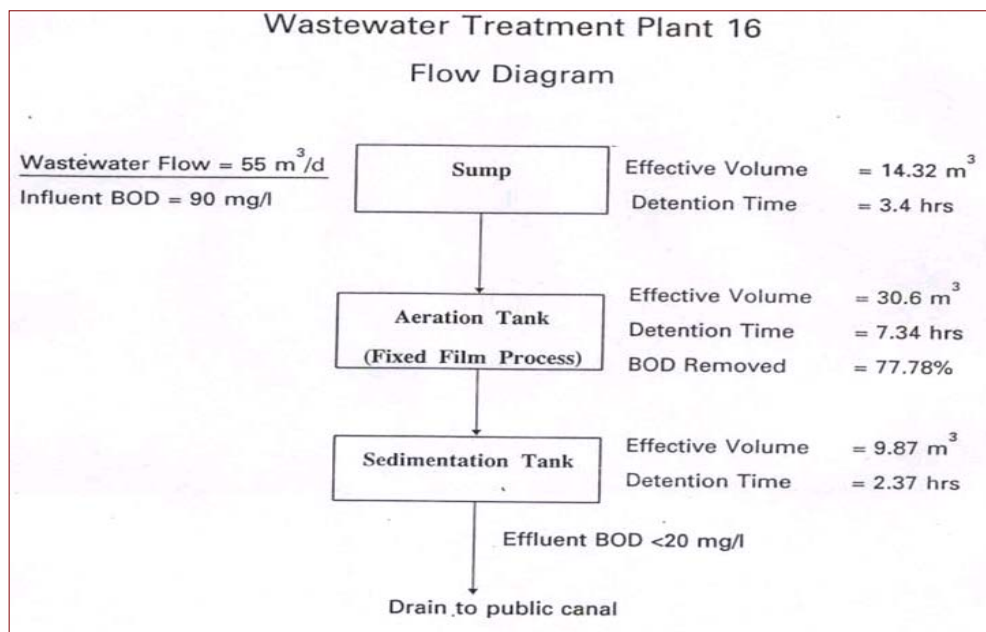 Wastewater Treatment Plant 16
Flow Diagram
Wastewater Flow = 55 m³/d
Influent BOD = 90 mg/l
Sump
Effective Volume = 14.32 m³
Detention Time = 3.4 hrs
Aeration Tank
(Fixed Film Process)
Effective Volume = 30.6 m³
Detention Time = 7.34 hrs
BOD Removed = 77.78%
Sedimentation Tank
Effective Volume = 9.87 m³
Detention Time = 2.37 hrs
Effluent BOD <20 mg/l
Drain to public canal